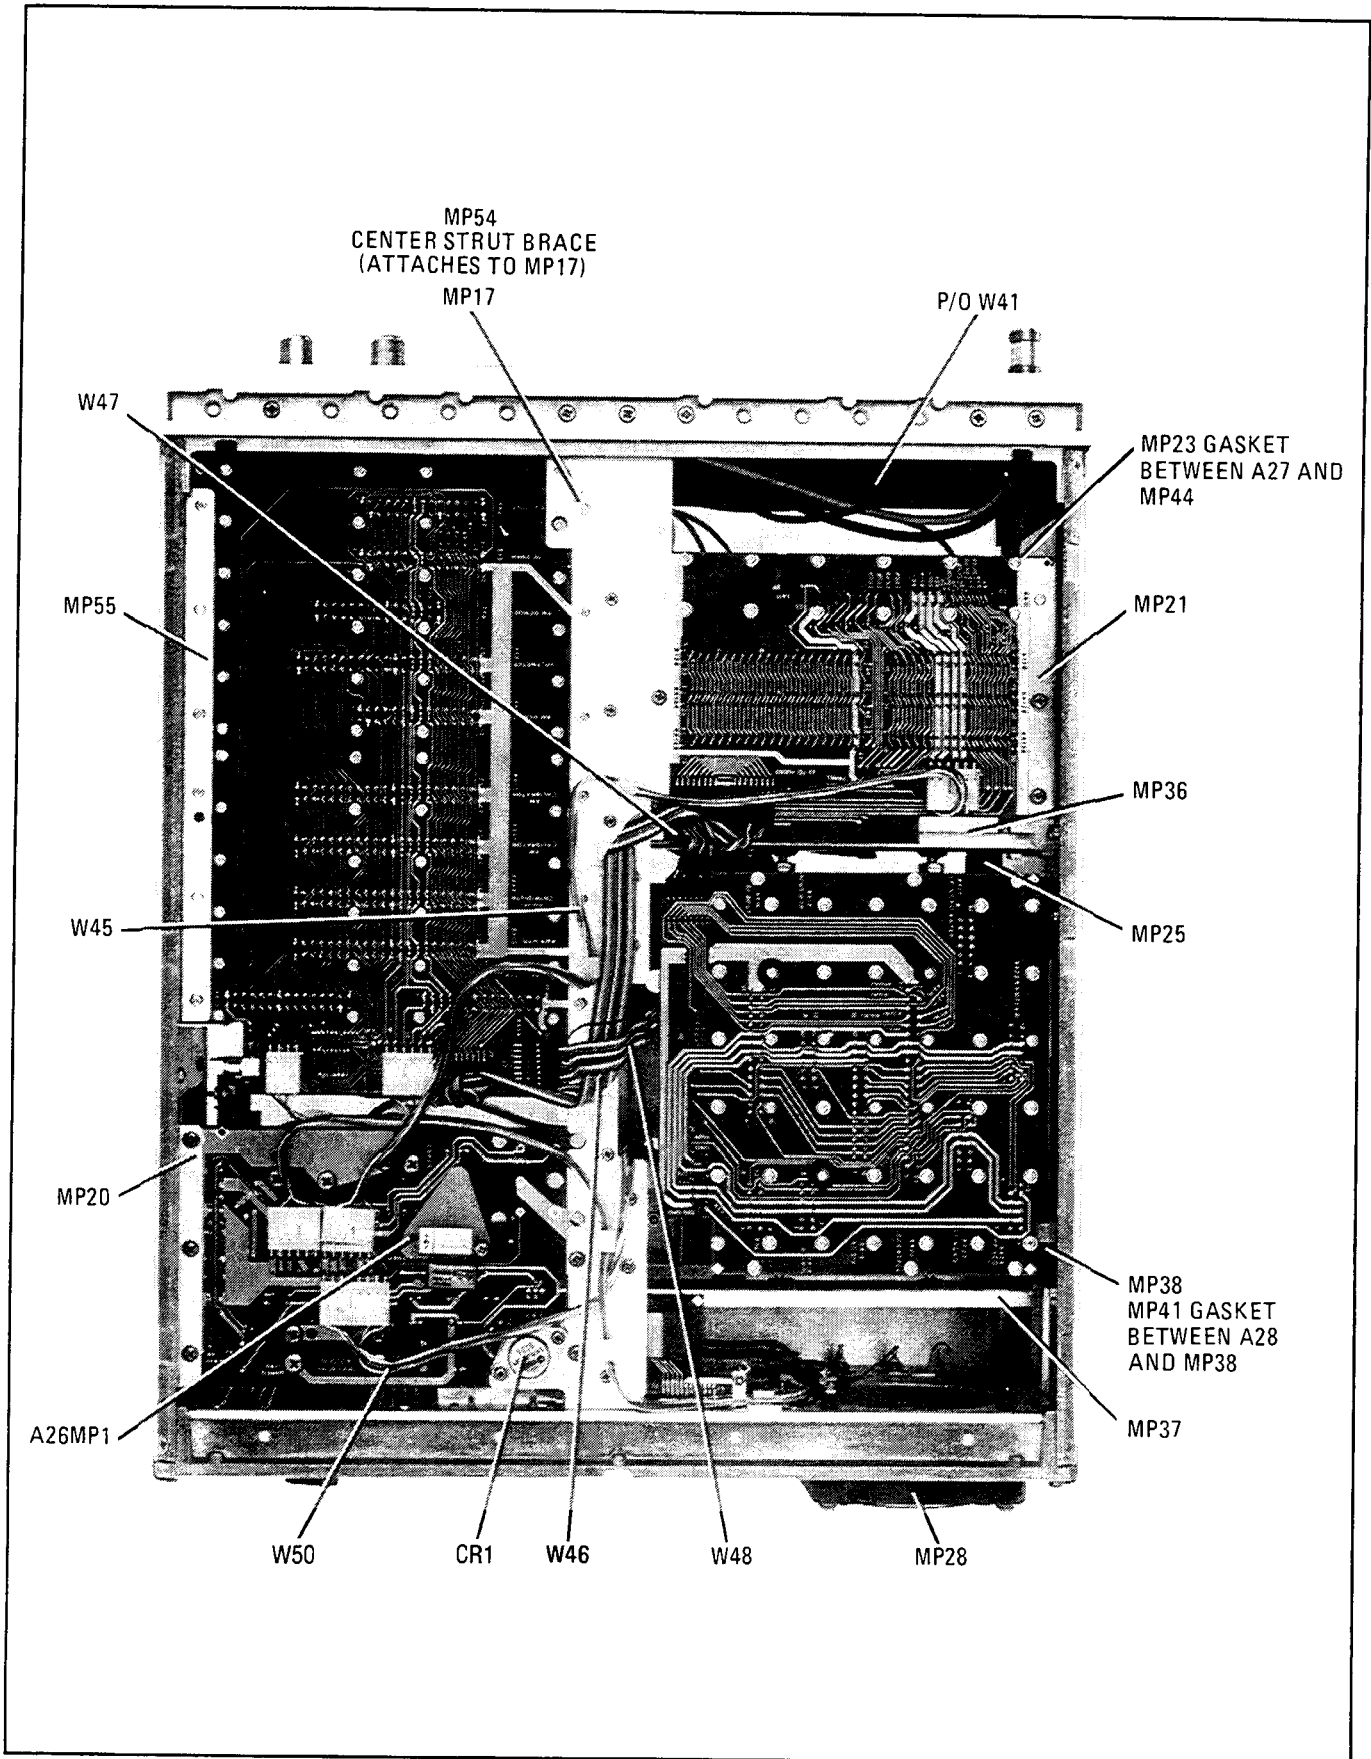 MP54
CENTER STRUT BRACE
(ATTACHES TO MP17)
MP17
P/O W41
W47
MP23 GASKET
BETWEEN A27 AND
MP44
MP55
MP21
MP36
W45
MP25
MP20
MP38
MP41 GASKET
BETWEEN A28
AND MP38
A26MP1
MP37
W50
CR1
W46
W48
MP28